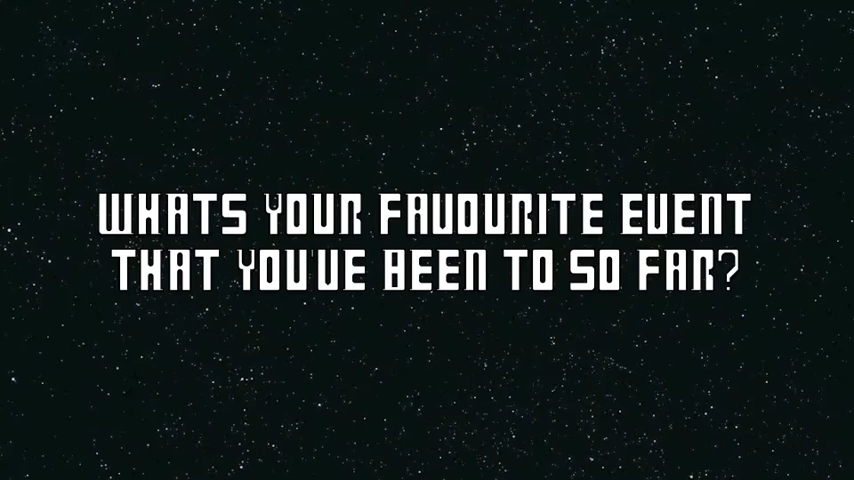 WHATS YOUR FAVOURITE EVENT
THAT YOU'VE BEEN TO SO FAR?